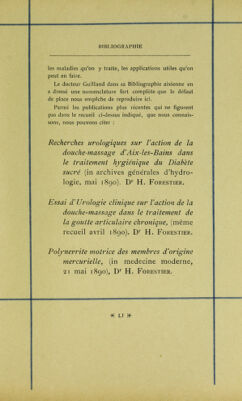 BIBLIOGRAPHIE
les maladies qu'on y traite, les applications utiles qu'on
peut en faire.
Le docteur Guilland dans sa Bibliographie aixienne en
a donné une nomenclature fort complète que le défaut
de place nous empêche de reproduire ici.
Parmi les publications plus récentes qui ne figurent
pas dans le recueil ci-dessus indiqué, que nous connais-
sons, nous pouvons citer :
Recherches urologiques sur l'action de la
douche-massage d'Aix-les-Bains dans
le traitement hygiénique du Diabète
sucré (in archives générales d'hydro-
logie, mai 1890). Dr H. Forestier.
Essai d'Urologie clinique sur l'action de la
douche-massage dans le traitement de
la goutte articulaire chronique, (même
recueil avril 1890). Dr H. Forestier.
Polynevrite motrice des membres d'origine
mercurielle, (in medecine moderne,
21 mai 1890), Dr H. Forestier.
LI